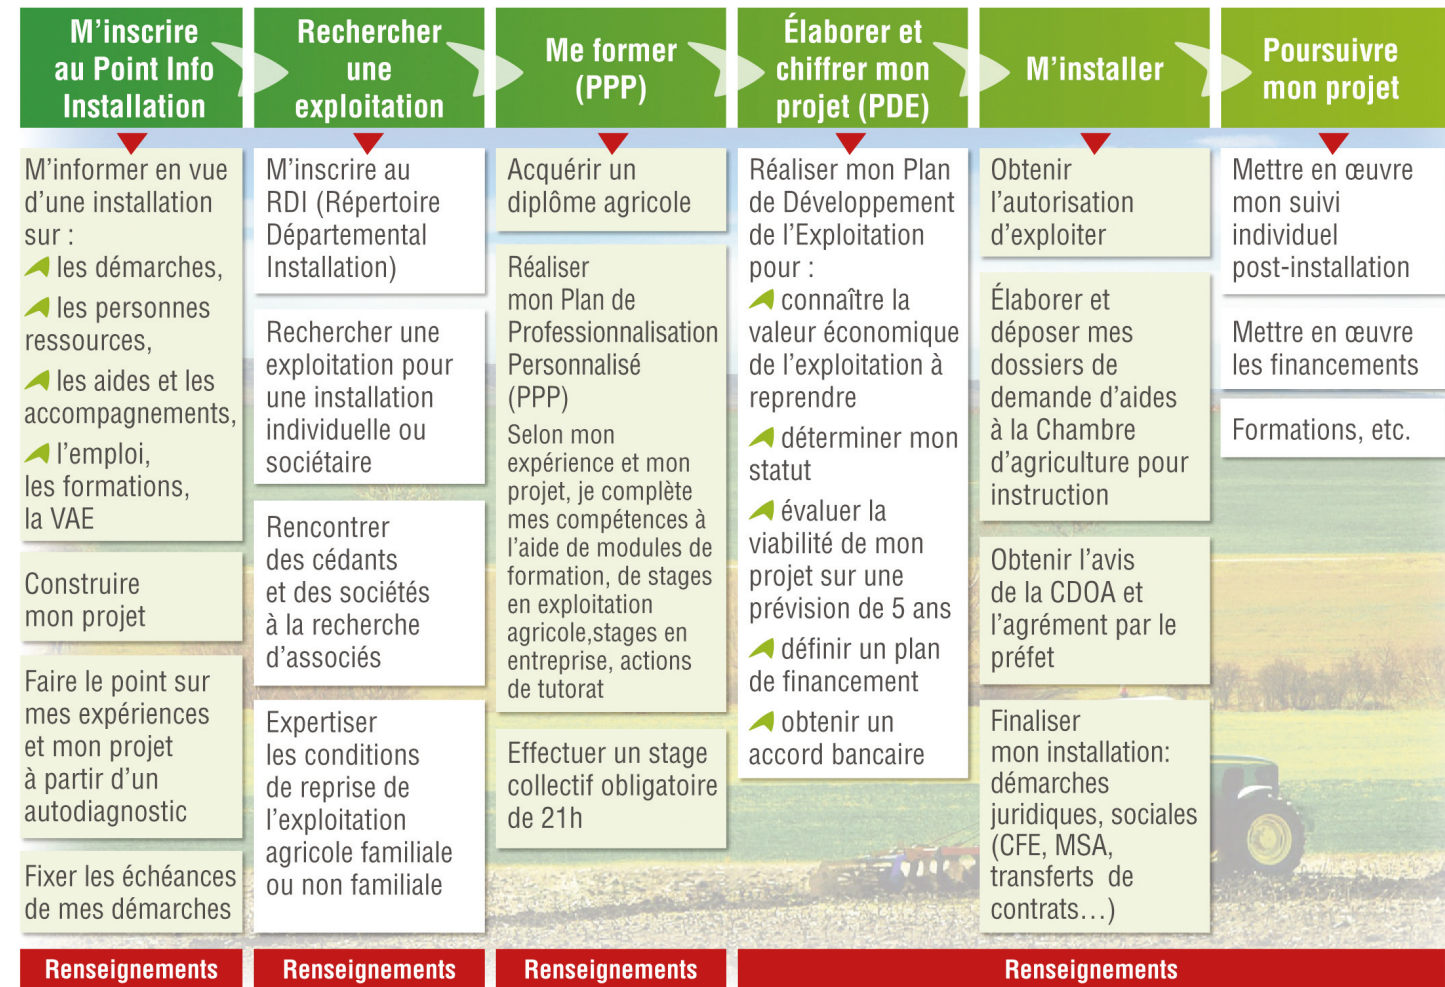 M’inscrire
au Point Info
Installation
Rechercher
une
exploitation
Me former
(PPP)
Élaborer et
chiffrer mon
projet (PDE)
M’installer
Poursuivre
mon projet
M’informer en vue
d’une installation
sur :
les démarches,
les personnes
ressources,
les aides et les
accompagnements,
l’emploi,
les formations,
la VAE
Construire
mon projet
Faire le point sur
mes expériences
et mon projet
à partir d’un
autodiagnostic
Fixer les échéances
de mes démarches
M’inscrire au
RDI (Répertoire
Départemental
Installation)
Rechercher une
exploitation pour
une installation
individuelle ou
sociétaire
Rencontrer
des cédants
et des sociétés
à la recherche
d’associés
Expertiser
les conditions
de reprise de
l’exploitation
agricole familiale
ou non familiale
Acquérir un
diplôme agricole
Réaliser
mon Plan de
Professionnalisation
Personnalisé
(PPP)
Selon mon
expérience et mon
projet, je complète
mes compétences à
l’aide de modules de
formation, de stages
en exploitation
agricole,stages en
entreprise, actions
de tutorat
Effectuer un stage
collectif obligatoire
de 21h
Réaliser mon Plan
de Développement
de l’Exploitation
pour :
connaître la
valeur économique
de l’exploitation à
reprendre
déterminer mon
statut
évaluer la
viabilité de mon
projet sur une
prévision de 5 ans
définir un plan
de financement
obtenir un
accord bancaire
Obtenir
l’autorisation
d’exploiter
Élaborer et
déposer mes
dossiers de
demande d’aides
à la Chambre
d’agriculture pour
instruction
Obtenir l’avis
de la CDOA et
l’agrément par le
préfet
Finaliser
mon installation:
démarches
juridiques, sociales
(CFE, MSA,
transferts de
contrats…)
Mettre en œuvre
mon suivi
individuel
post-installation
Mettre en œuvre
les financements
Formations, etc.
Renseignements
Renseignements
Renseignements
Renseignements